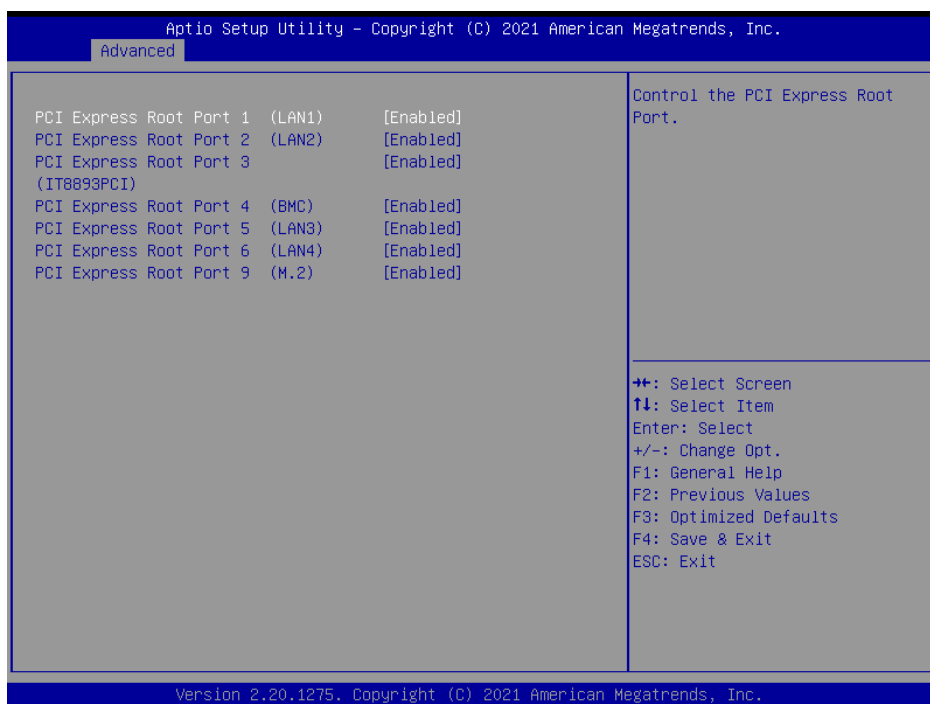 Aptio Setup Utility – Copyright (C) 2021 American Megatrends, Inc.
Advanced
PCI Express Root Port 1 (LAN1) [Enabled]
PCI Express Root Port 2 (LAN2) [Enabled]
PCI Express Root Port 3 [Enabled]
(IT8893PCI)
PCI Express Root Port 4 (BMC) [Enabled]
PCI Express Root Port 5 (LAN3) [Enabled]
PCI Express Root Port 6 (LAN4) [Enabled]
PCI Express Root Port 9 (M.2) [Enabled]
Control the PCI Express Root
Port.
→←: Select Screen
↑↓: Select Item
Enter: Select
+/-: Change Opt.
F1: General Help
F2: Previous Values
F3: Optimized Defaults
F4: Save & Exit
ESC: Exit
Version 2.20.1275. Copyright (C) 2021 American Megatrends, Inc.